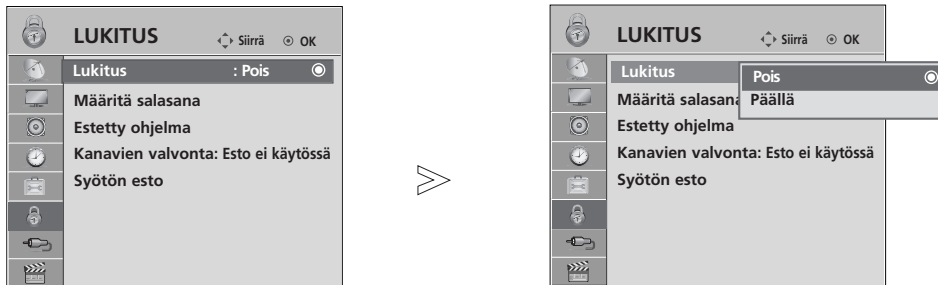 LUKITUS Siirrä OK
Lukitus : Pois
Määritä salasana
Estetty ohjelma
Kanavien valvonta: Esto ei käytössä
Syötön esto
LUKITUS Siirrä OK
Lukitus Pois
Määritä salasana Päällä
Estetty ohjelma
Kanavien valvonta: Esto ei käytössä
Syötön esto